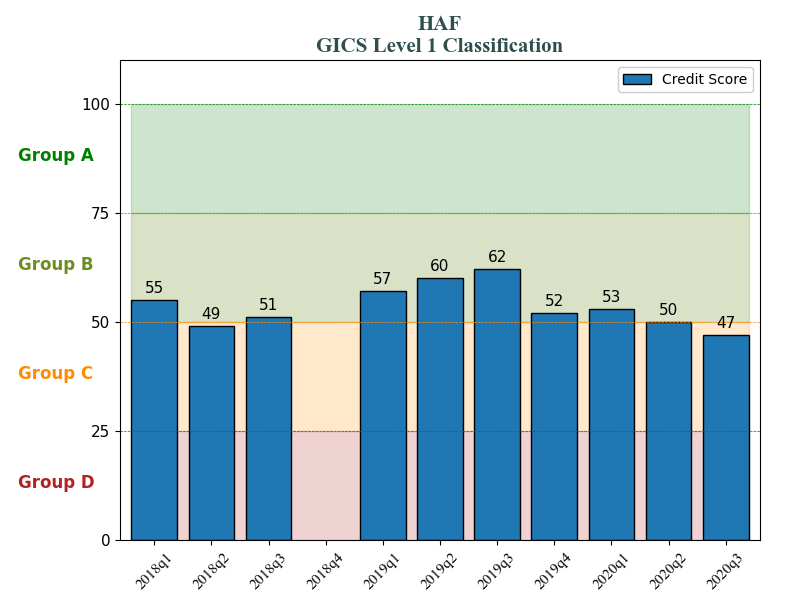 HAF
GICS Level 1 Classification
Credit Score
100
Group A
75
Group B
62
60
57
55
53
52
51
50
49
47
50
Group C
25
Group D
0
2018q1 2018q2 2018q3 2018q4 2019q1 2019q2 2019q3 2019q4 2020q1 2020q2 2020q3